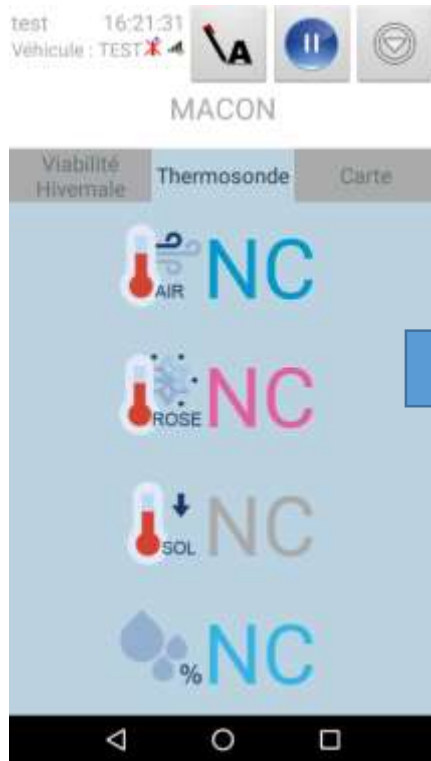 test 16:21:31
Véhicule : TEST
A
MACON
Viabilité
Hivernale
Thermosonde
Carte
AIR
NC
ROSE
NC
SOL
NC
%
NC